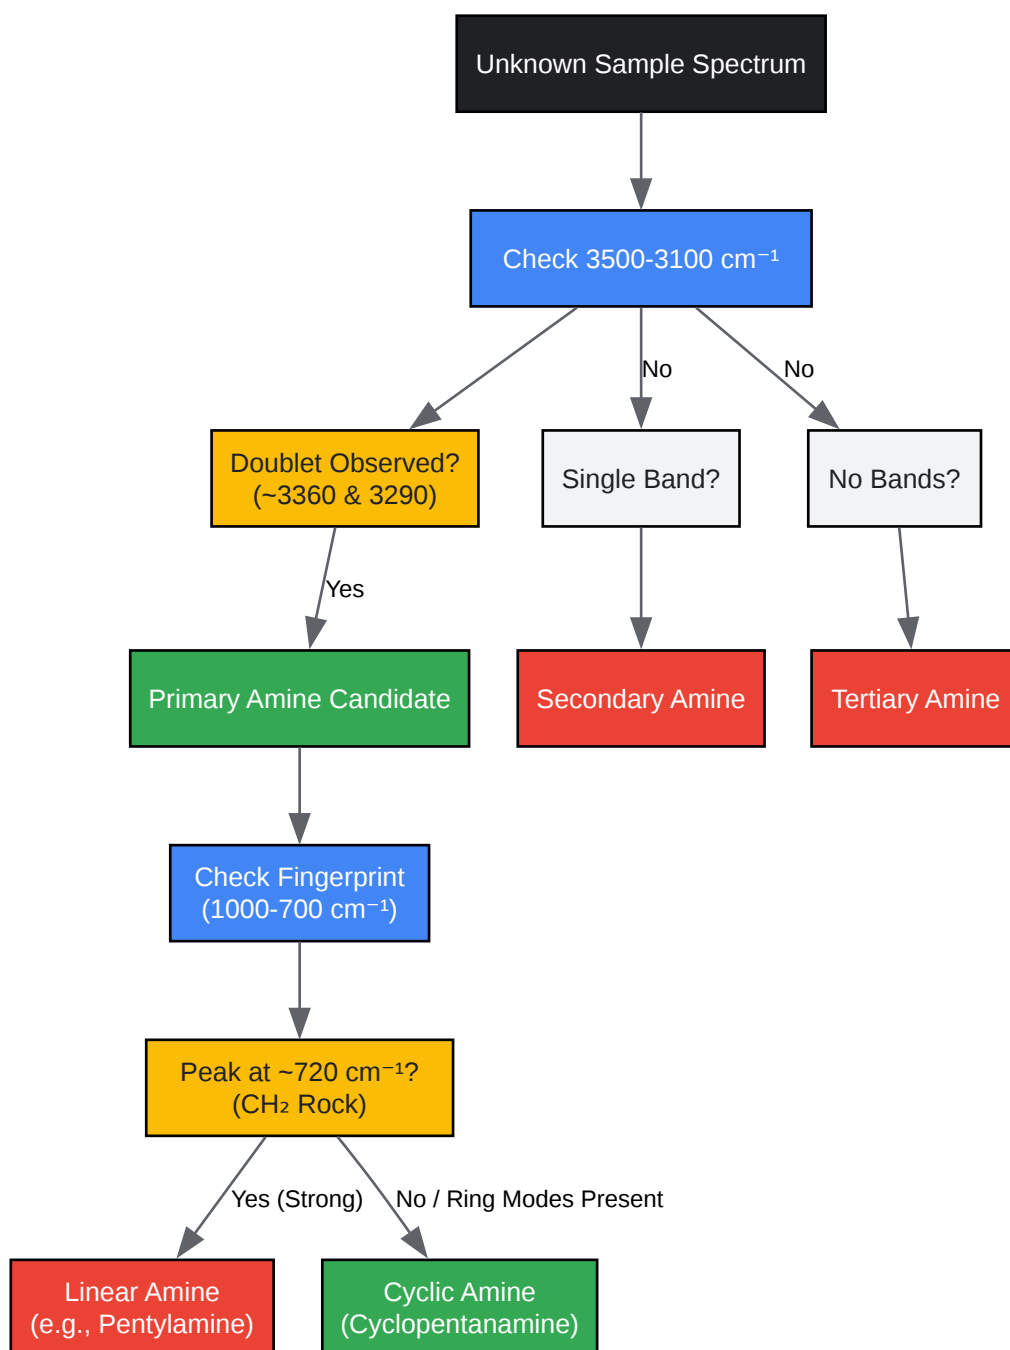 Unknown Sample Spectrum
Check 3500-3100 cm⁻¹
No
No
Doublet Observed?
(~3360 & 3290)
Single Band?
No Bands?
Yes
Primary Amine Candidate
Secondary Amine
Tertiary Amine
Check Fingerprint
(1000-700 cm⁻¹)
Peak at ~720 cm⁻¹?
(CH₂ Rock)
Yes (Strong)
No / Ring Modes Present
Linear Amine
(e.g., Pentylamine)
Cyclic Amine
(Cyclopentanamine)